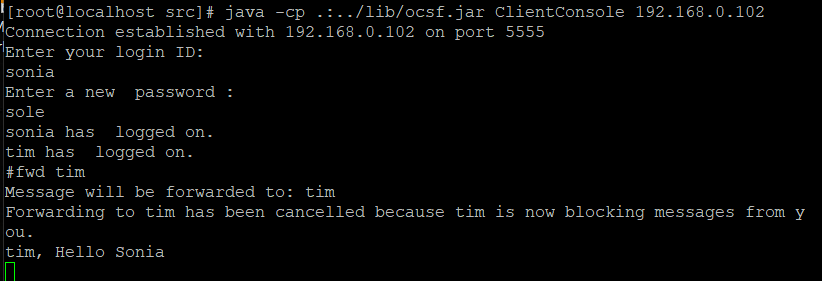 [root@localhost src]# java -cp .:../lib/ocsf.jar ClientConsole 192.168.0.102
Connection established with 192.168.0.102 on port 5555
Enter your login ID:
sonia
Enter a new  password :
sole
sonia has  logged on.
tim has  logged on.
#fwd tim
Message will be forwarded to: tim
Forwarding to tim has been cancelled because tim is now blocking messages from y
ou.
tim, Hello Sonia